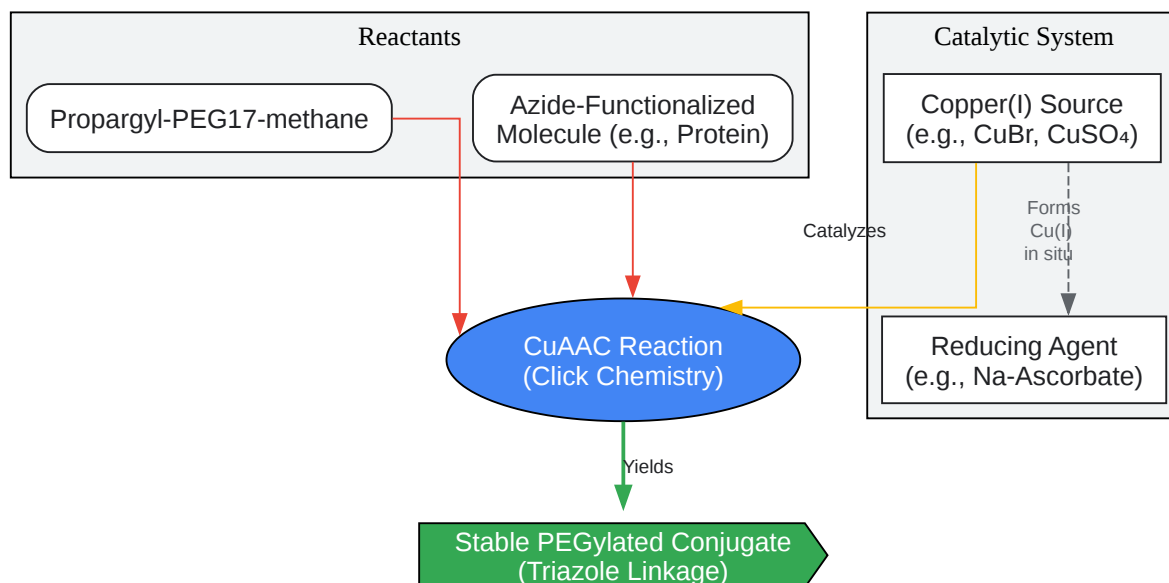 Reactants
Propargyl-PEG17-methane
Azide-Functionalized
Molecule (e.g., Protein)
Catalytic System
Copper(I) Source
(e.g., CuBr, CuSO₄)
Catalyzes
Forms
Cu(I)
in situ
Reducing Agent
(e.g., Na-Ascorbate)
CuAAC Reaction
(Click Chemistry)
Yields
Stable PEGylated Conjugate
(Triazole Linkage)